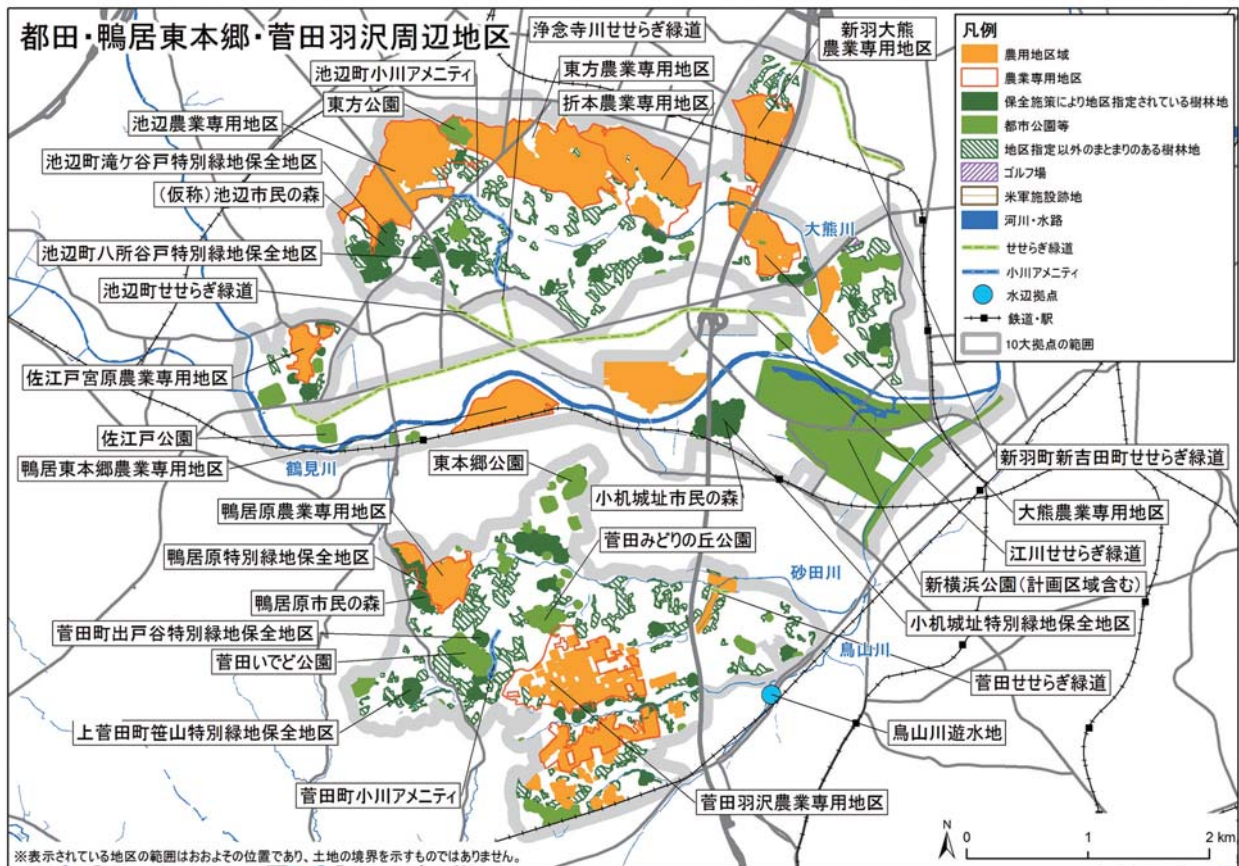 都田・鴨居東本郷・菅田羽沢周辺地区
浄念寺川せせらぎ緑道
新羽大熊
農業専用地区
池辺町小川アメニティ
東方農業専用地区
東方公園
折本農業専用地区
池辺農業専用地区
池辺町滝ケ谷戸特別緑地保全地区
(仮称)池辺市民の森
池辺町八所谷戸特別緑地保全地区
池辺町せせらぎ緑道
大熊川
佐江戸宮原農業専用地区
佐江戸公園
鴨居東本郷農業専用地区
鶴見川
東本郷公園
小机城址市民の森
新羽町新吉田町せせらぎ緑道
大熊農業専用地区
江川せせらぎ緑道
新横浜公園(計画区域含む)
小机城址特別緑地保全地区
鴨居原農業専用地区
菅田みどりの丘公園
鴨居原特別緑地保全地区
鴨居原市民の森
砂田川
菅田町出戸谷特別緑地保全地区
菅田いでど公園
鳥山川
菅田せせらぎ緑道
上菅田町笹山特別緑地保全地区
鳥山川遊水地
菅田町小川アメニティ
菅田羽沢農業専用地区
凡例
農用地区域
農業専用地区
保全施策により地区指定されている樹林地
都市公園等
地区指定以外のまとまりのある樹林地
ゴルフ場
米軍施設跡地
河川・水路
せせらぎ緑道
小川アメニティ
水辺拠点
鉄道・駅
10大拠点の範囲
N
0 1 2 km
※表示されている地区の範囲はおおよその位置であり、土地の境界を示すものではありません。